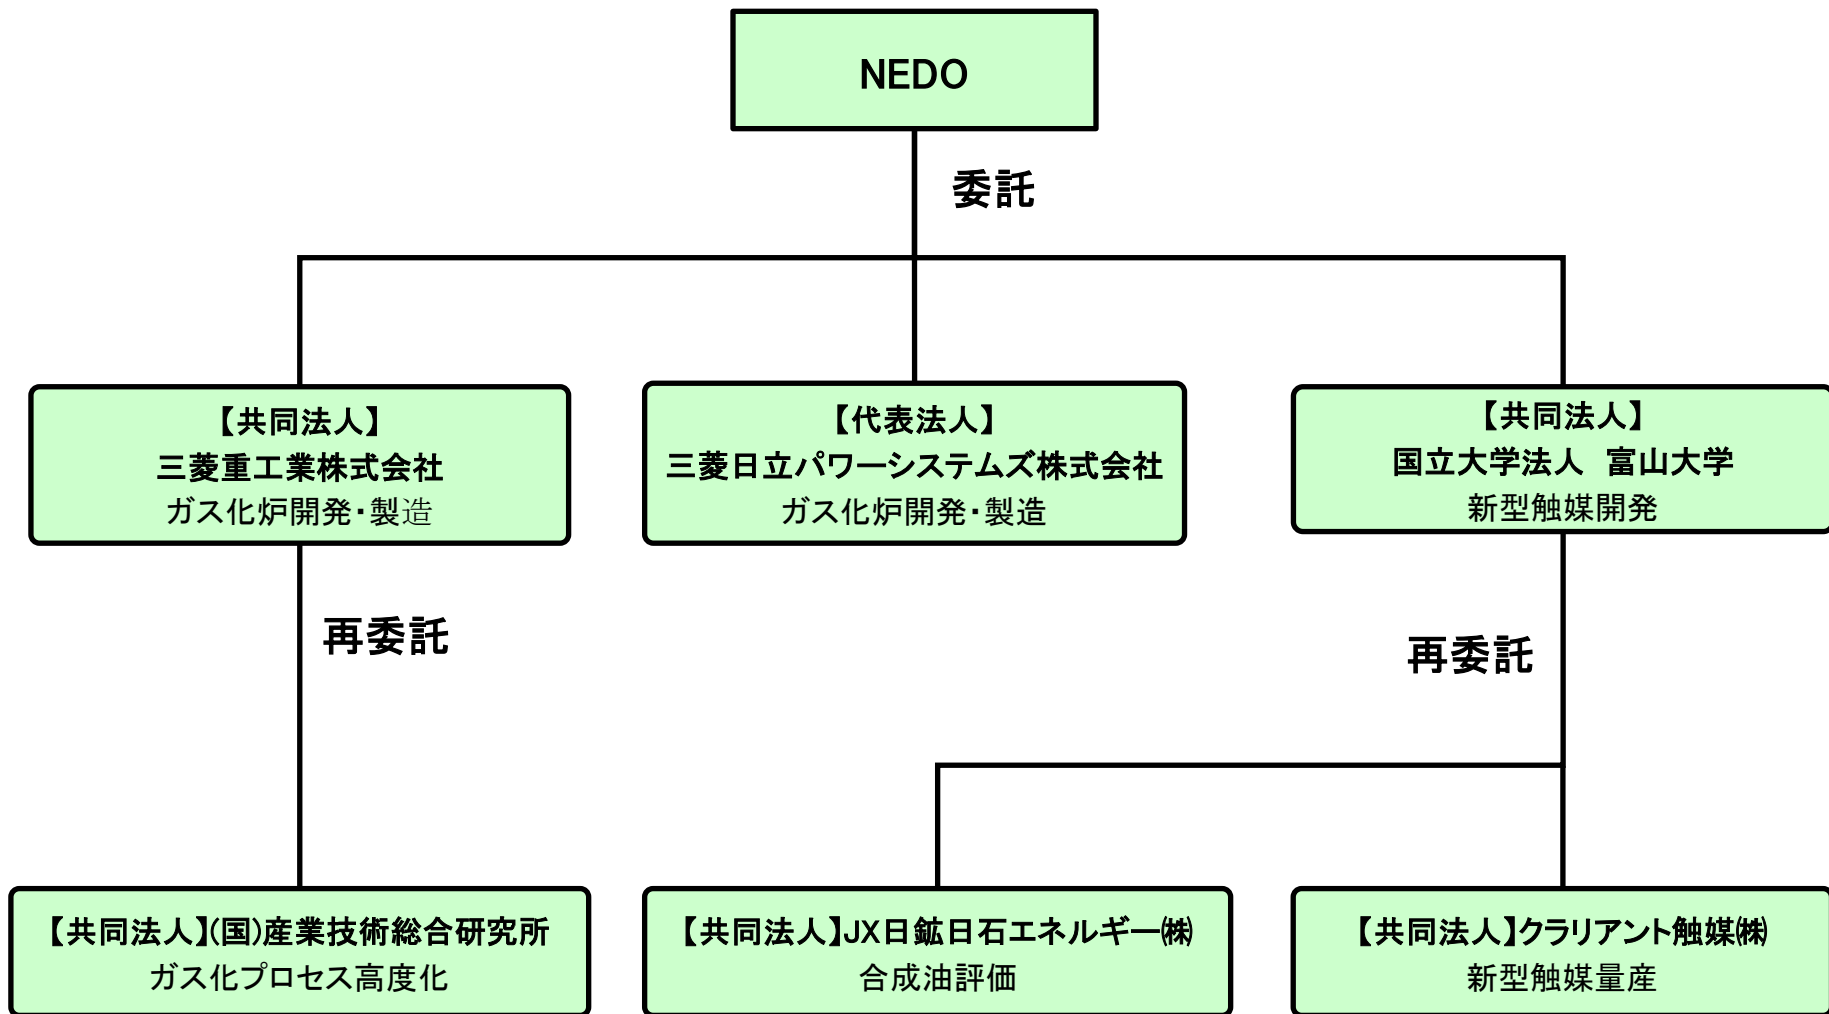 NEDO
委託
【共同法人】
三菱重工業株式会社
ガス化炉開発・製造
【代表法人】
三菱日立パワーシステムズ株式会社
ガス化炉開発・製造
【共同法人】
国立大学法人　富山大学
新型触媒開発
再委託
再委託
【共同法人】(国)産業技術総合研究所
ガス化プロセス高度化
【共同法人】JX日鉱日石エネルギー㈱
合成油評価
【共同法人】クラリアント触媒㈱
新型触媒量産